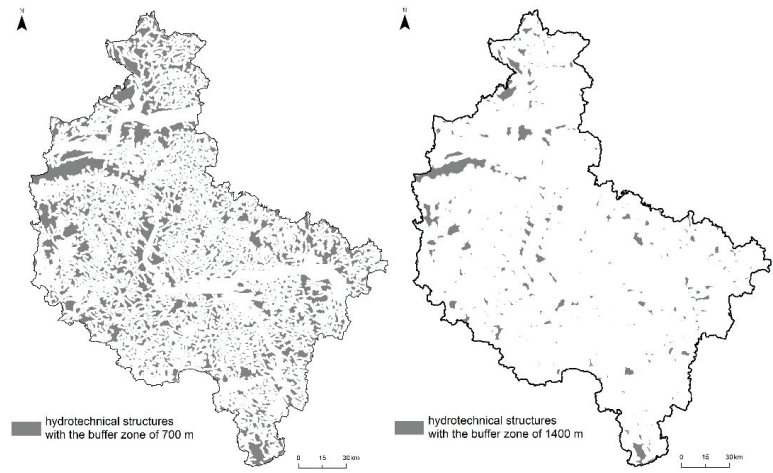 N
hydrotechnical structures
with the buffer zone of 700 m
0 15 30 km
N
hydrotechnical structures
with the buffer zone of 1400 m
0 15 30 km